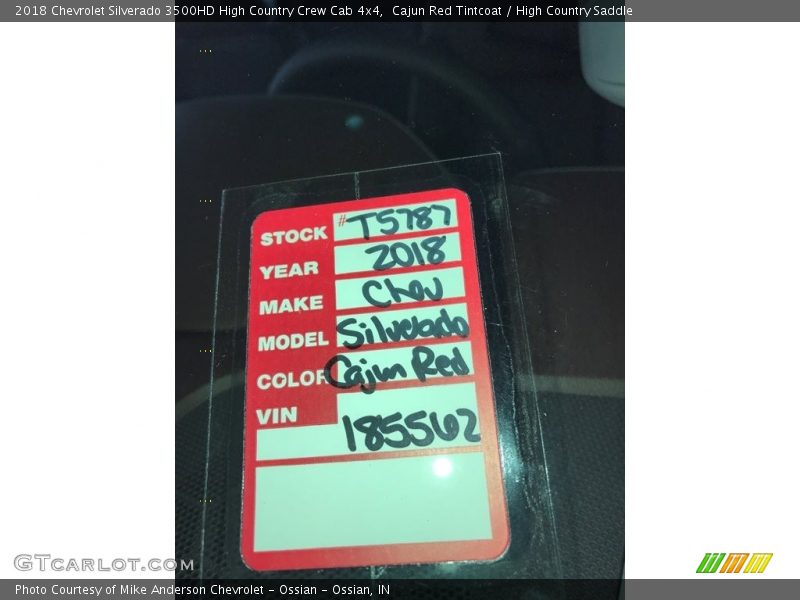 2018 Chevrolet Silverado 3500HD High Country Crew Cab 4x4,  Cajun Red Tintcoat / High Country Saddle
STOCK #T5787
YEAR 2018
MAKE Chev
MODEL Silverado
COLOR Cajun Red
VIN 185562
GTCARLOT.COM
Photo Courtesy of Mike Anderson Chevrolet - Ossian - Ossian, IN